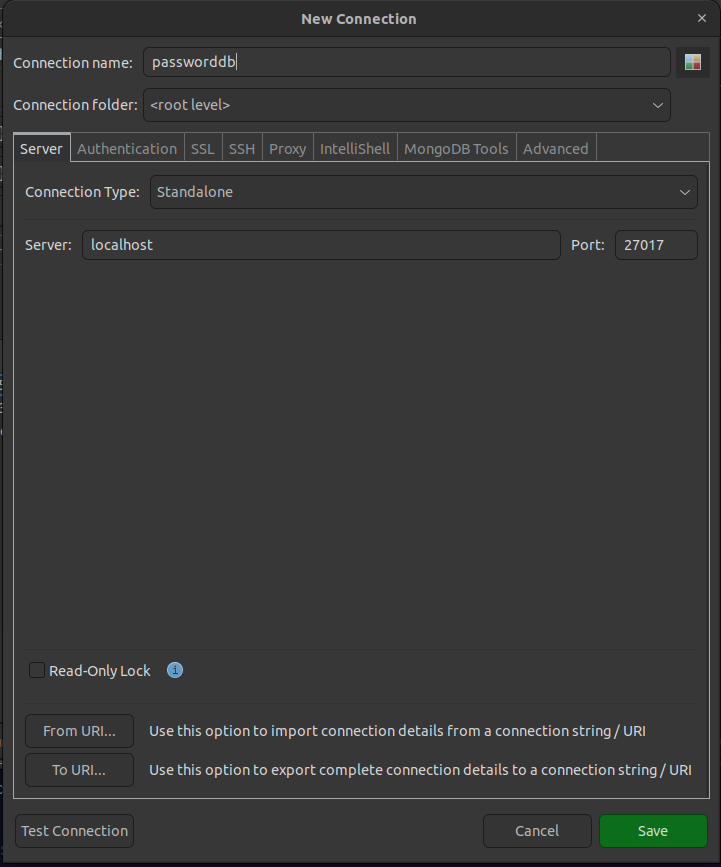 New Connection
Connection name: passworddb
Connection folder: <root level>
Server Authentication SSL SSH Proxy IntelliShell MongoDB Tools Advanced
Connection Type: Standalone
Server: localhost Port: 27017
Read-Only Lock
From URI... Use this option to import connection details from a connection string / URI
To URI... Use this option to export complete connection details to a connection string / URI
Test Connection Cancel Save